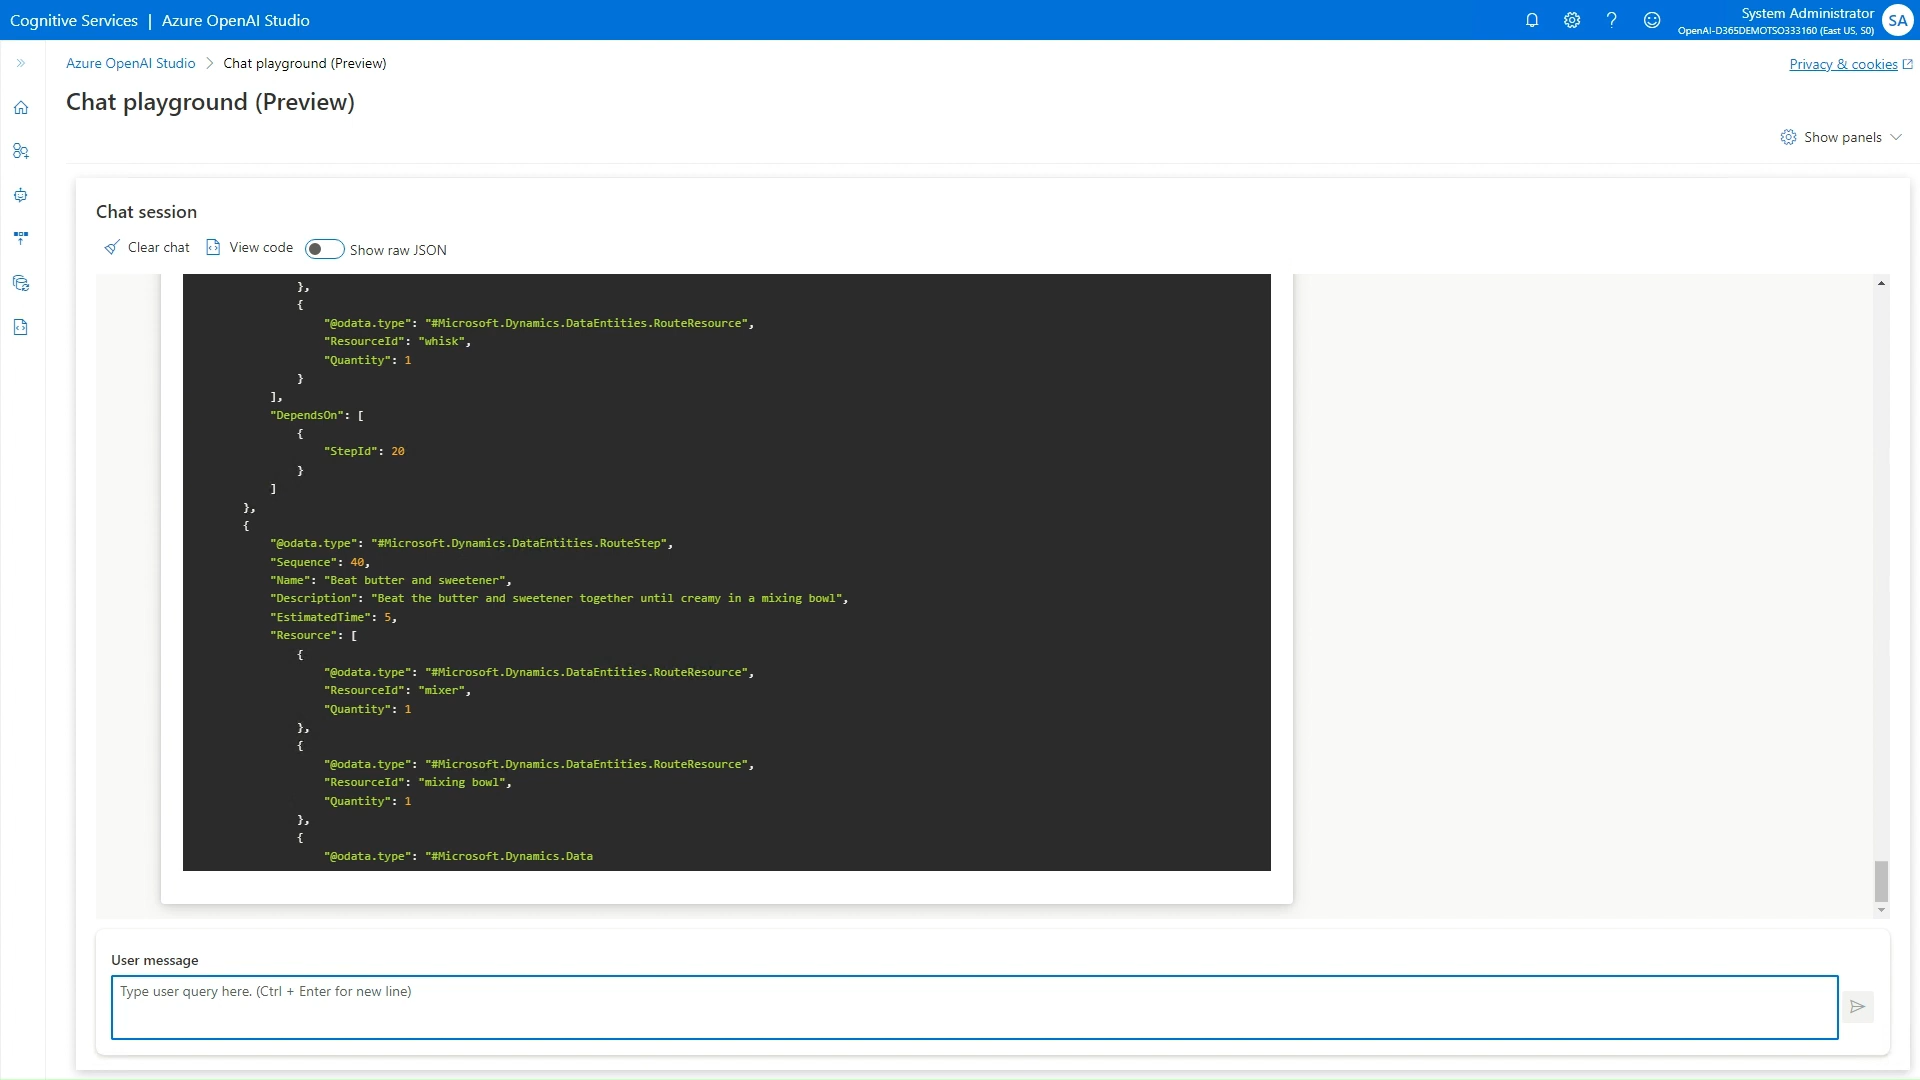 Cognitive Services | Azure OpenAI Studio
System Administrator
OpenAI-D365DEMOTSO333160 (East US, S0)
SA
Azure OpenAI Studio > Chat playground (Preview)
Privacy & cookies
Chat playground (Preview)
Show panels
Chat session
Clear chat View code Show raw JSON
},
{
"@odata.type": "#Microsoft.Dynamics.DataEntities.RouteResource",
"ResourceId": "whisk",
"Quantity": 1
}
],
"DependsOn": [
{
"StepId": 20
}
]
},
{
"@odata.type": "#Microsoft.Dynamics.DataEntities.RouteStep",
"Sequence": 40,
"Name": "Beat butter and sweetener",
"Description": "Beat the butter and sweetener together until creamy in a mixing bowl",
"EstimatedTime": 5,
"Resource": [
{
"@odata.type": "#Microsoft.Dynamics.DataEntities.RouteResource",
"ResourceId": "mixer",
"Quantity": 1
},
{
"@odata.type": "#Microsoft.Dynamics.DataEntities.RouteResource",
"ResourceId": "mixing bowl",
"Quantity": 1
},
{
"@odata.type": "#Microsoft.Dynamics.Data
User message
Type user query here. (Ctrl + Enter for new line)